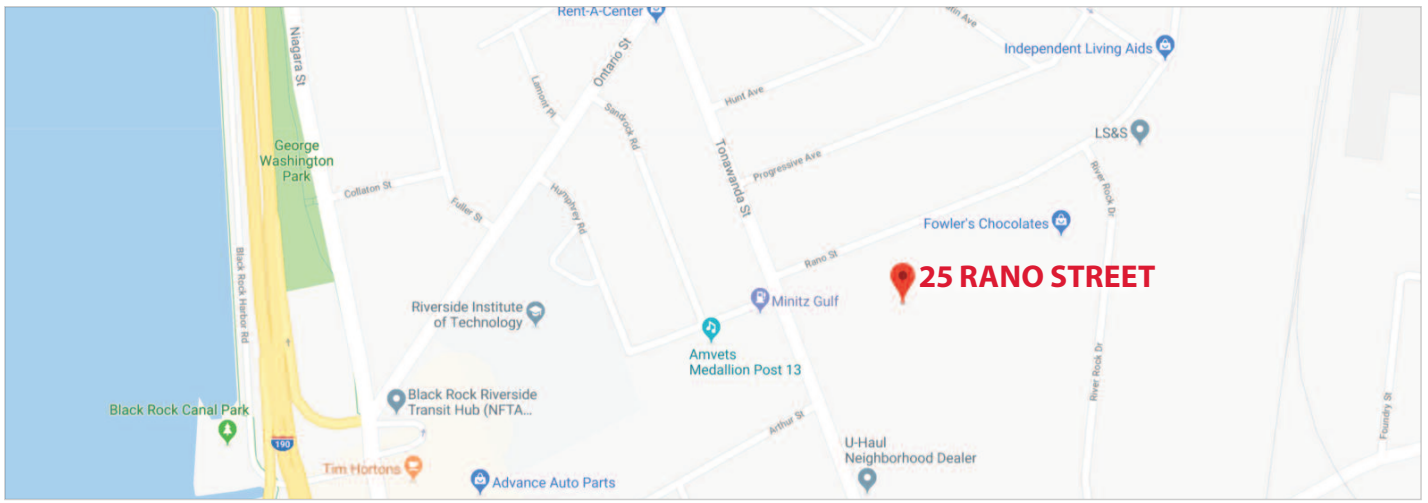 Rent-A-Center
Niagara St
Ontario St
Lamont Pl
Sandrock Rd
Hunt Ave
Independent Living Aids
LS&S
George
Washington
Park
Collaton St
Fuller St
Humphrey Rd
Tonawanda St
Progressive Ave
River Rock Dr
Fowler's Chocolates
Rano St
25 RANO STREET
Black Rock Harbor Rd
Riverside Institute
of Technology
Minitz Gulf
Amvets
Medallion Post 13
River Rock Dr
Black Rock Riverside
Transit Hub (NFTA...
Black Rock Canal Park
190
Arthur St
Foundry St
U-Haul
Neighborhood Dealer
Tim Hortons
Advance Auto Parts